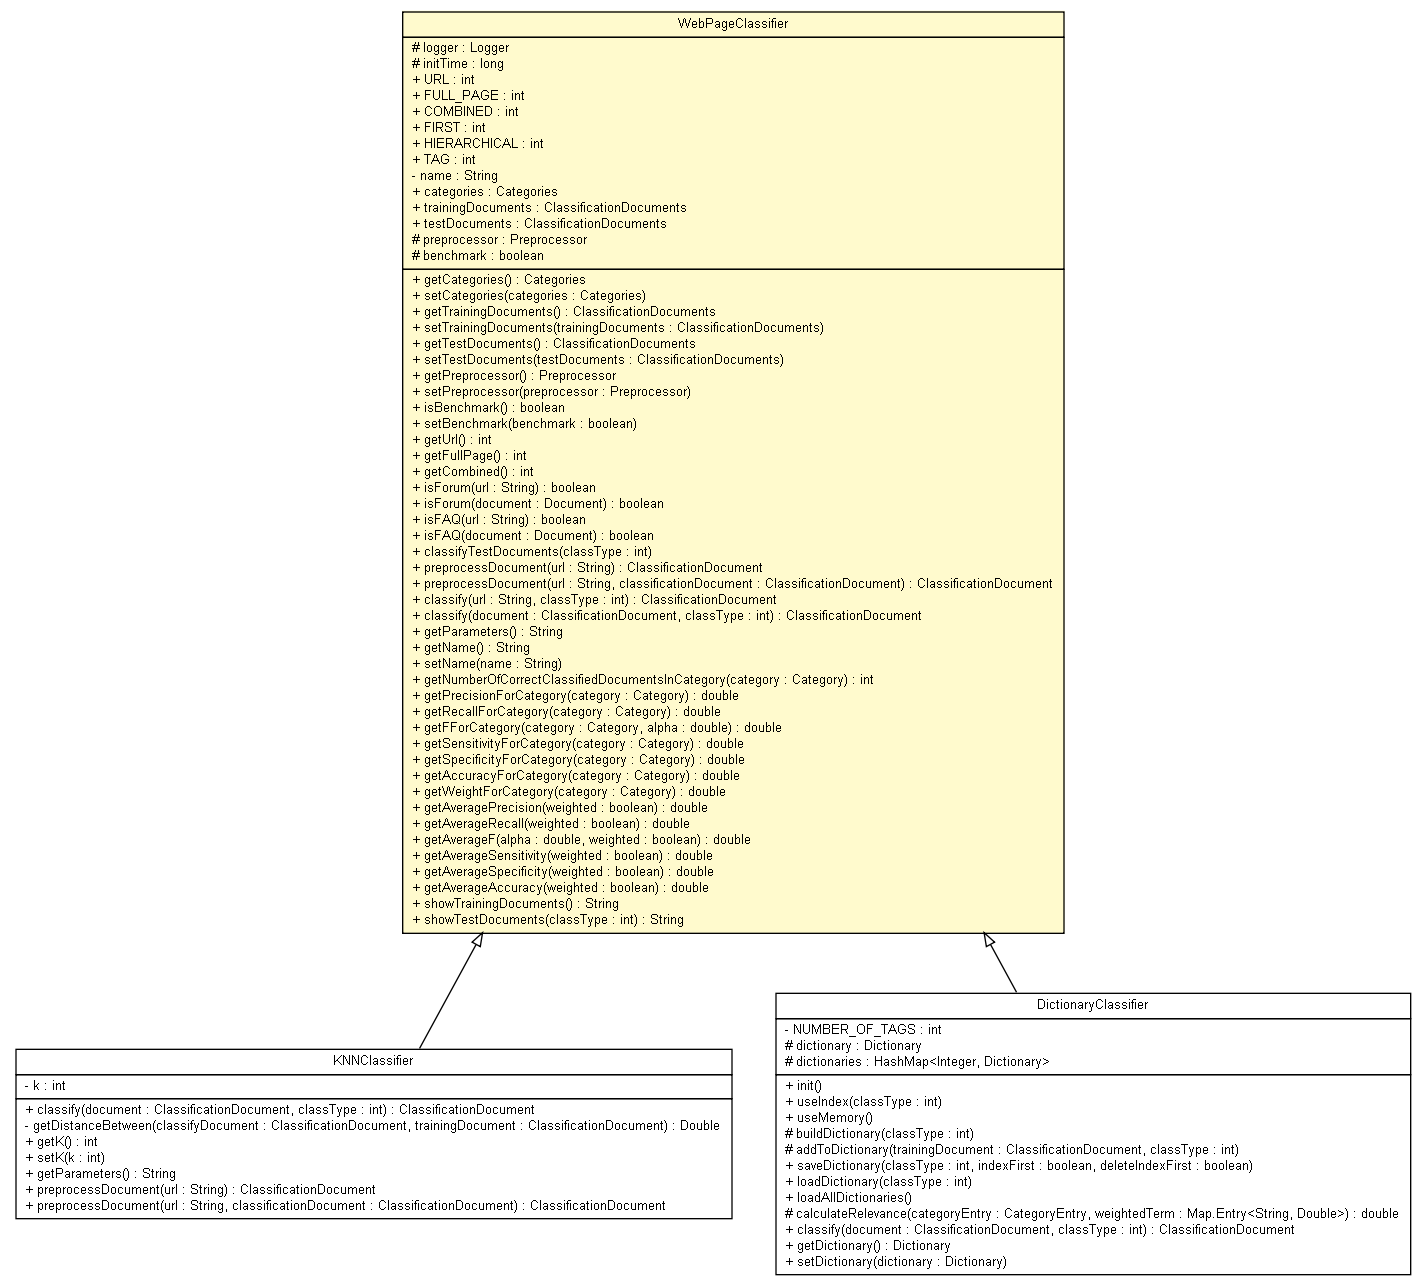 WebPageClassifier
# logger : Logger
# initTime : long
+ URL : int
+ FULL_PAGE : int
+ COMBINED : int
+ FIRST : int
+ HIERARCHICAL : int
+ TAG : int
- name : String
+ categories : Categories
+ trainingDocuments : ClassificationDocuments
+ testDocuments : ClassificationDocuments
# preprocessor : Preprocessor
# benchmark : boolean
+ getCategories() : Categories
+ setCategories(categories : Categories)
+ getTrainingDocuments() : ClassificationDocuments
+ setTrainingDocuments(trainingDocuments : ClassificationDocuments)
+ getTestDocuments() : ClassificationDocuments
+ setTestDocuments(testDocuments : ClassificationDocuments)
+ getPreprocessor() : Preprocessor
+ setPreprocessor(preprocessor : Preprocessor)
+ isBenchmark() : boolean
+ setBenchmark(benchmark : boolean)
+ getUrl() : int
+ getFullPage() : int
+ getCombined() : int
+ isForum(url : String) : boolean
+ isForum(document : Document) : boolean
+ isFAQ(url : String) : boolean
+ isFAQ(document : Document) : boolean
+ classifyTestDocuments(classType : int)
+ preprocessDocument(url : String) : ClassificationDocument
+ preprocessDocument(url : String, classificationDocument : ClassificationDocument) : ClassificationDocument
+ classify(url : String, classType : int) : ClassificationDocument
+ classify(document : ClassificationDocument, classType : int) : ClassificationDocument
+ getParameters() : String
+ getName() : String
+ setName(name : String)
+ getNumberOfCorrectClassifiedDocumentsInCategory(category : Category) : int
+ getPrecisionForCategory(category : Category) : double
+ getRecallForCategory(category : Category) : double
+ getFForCategory(category : Category, alpha : double) : double
+ getSensitivityForCategory(category : Category) : double
+ getSpecificityForCategory(category : Category) : double
+ getAccuracyForCategory(category : Category) : double
+ getWeightForCategory(category : Category) : double
+ getAveragePrecision(weighted : boolean) : double
+ getAverageRecall(weighted : boolean) : double
+ getAverageF(alpha : double, weighted : boolean) : double
+ getAverageSensitivity(weighted : boolean) : double
+ getAverageSpecificity(weighted : boolean) : double
+ getAverageAccuracy(weighted : boolean) : double
+ showTrainingDocuments() : String
+ showTestDocuments(classType : int) : String
KNNClassifier
- k : int
+ classify(document : ClassificationDocument, classType : int) : ClassificationDocument
- getDistanceBetween(classifyDocument : ClassificationDocument, trainingDocument : ClassificationDocument) : Double
+ getK() : int
+ setK(k : int)
+ getParameters() : String
+ preprocessDocument(url : String) : ClassificationDocument
+ preprocessDocument(url : String, classificationDocument : ClassificationDocument) : ClassificationDocument
DictionaryClassifier
- NUMBER_OF_TAGS : int
# dictionary : Dictionary
# dictionaries : HashMap<Integer, Dictionary>
+ init()
+ useIndex(classType : int)
+ useMemory()
# buildDictionary(classType : int)
# addToDictionary(trainingDocument : ClassificationDocument, classType : int)
+ saveDictionary(classType : int, indexFirst : boolean, deleteIndexFirst : boolean)
+ loadDictionary(classType : int)
+ loadAllDictionaries()
# calculateRelevance(categoryEntry : CategoryEntry, weightedTerm : Map.Entry<String, Double>) : double
+ classify(document : ClassificationDocument, classType : int) : ClassificationDocument
+ getDictionary() : Dictionary
+ setDictionary(dictionary : Dictionary)